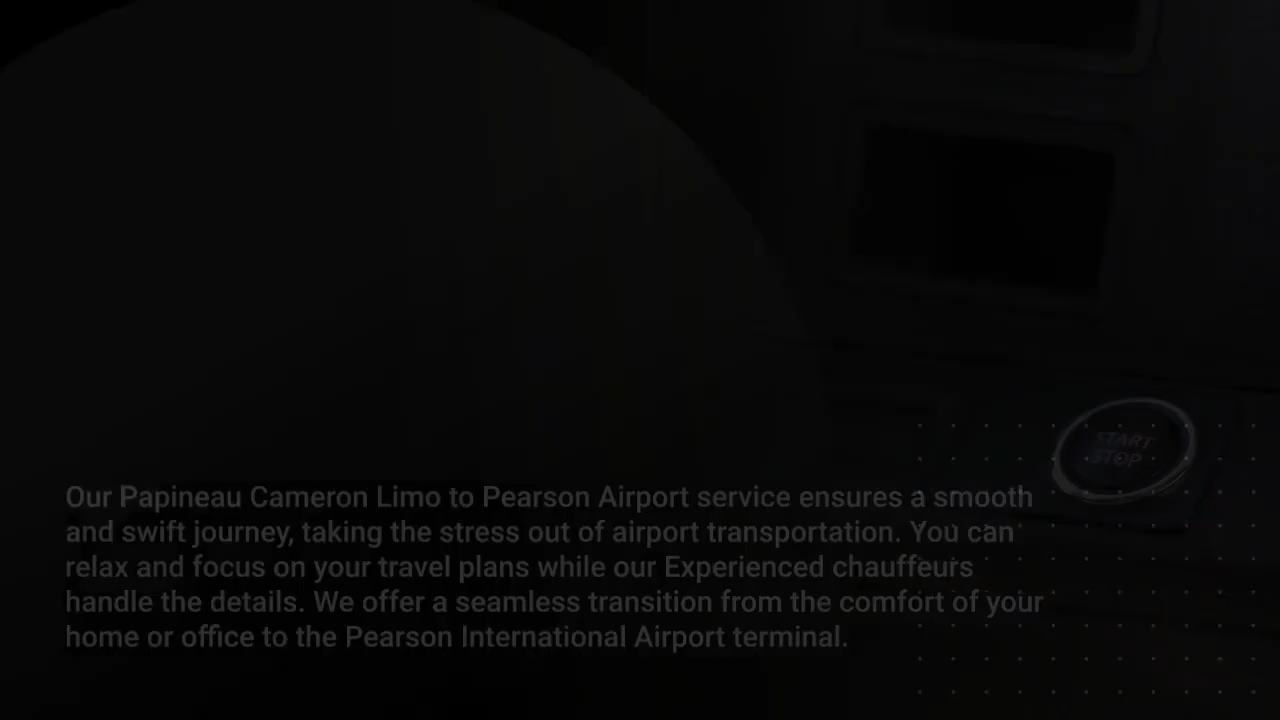 START
STOP
Our Papineau Cameron Limo to Pearson Airport service ensures a smooth
and swift journey, taking the stress out of airport transportation. You can
relax and focus on your travel plans while our Experienced chauffeurs
handle the details. We offer a seamless transition from the comfort of your
home or office to the Pearson International Airport terminal.